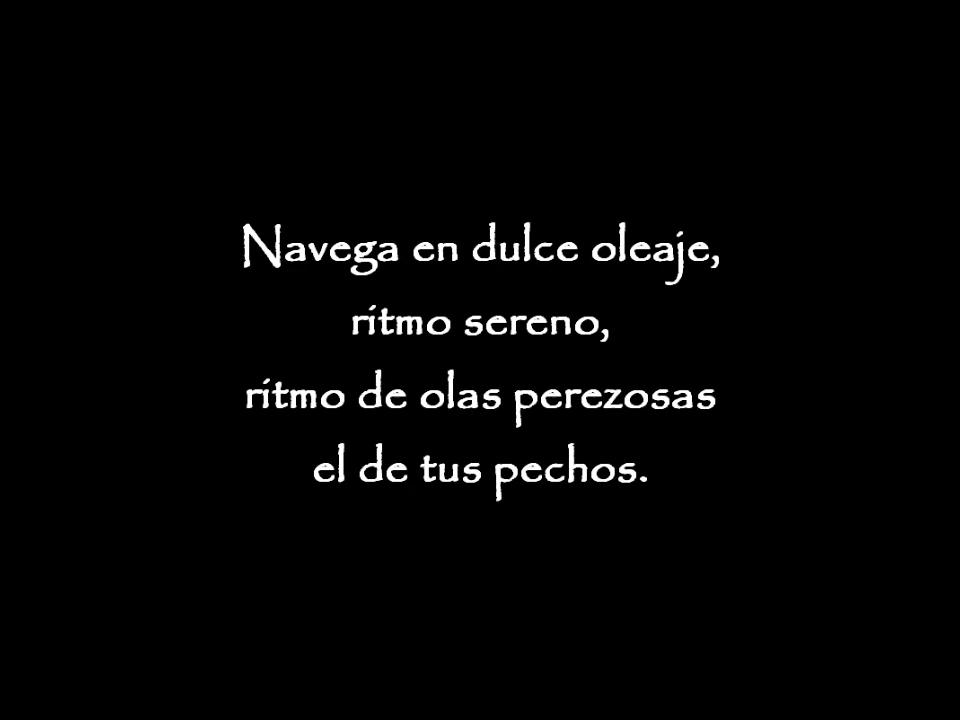 Navega en dulce oleaje,
ritmo sereno,
ritmo de olas perezosas
el de tus pechos.